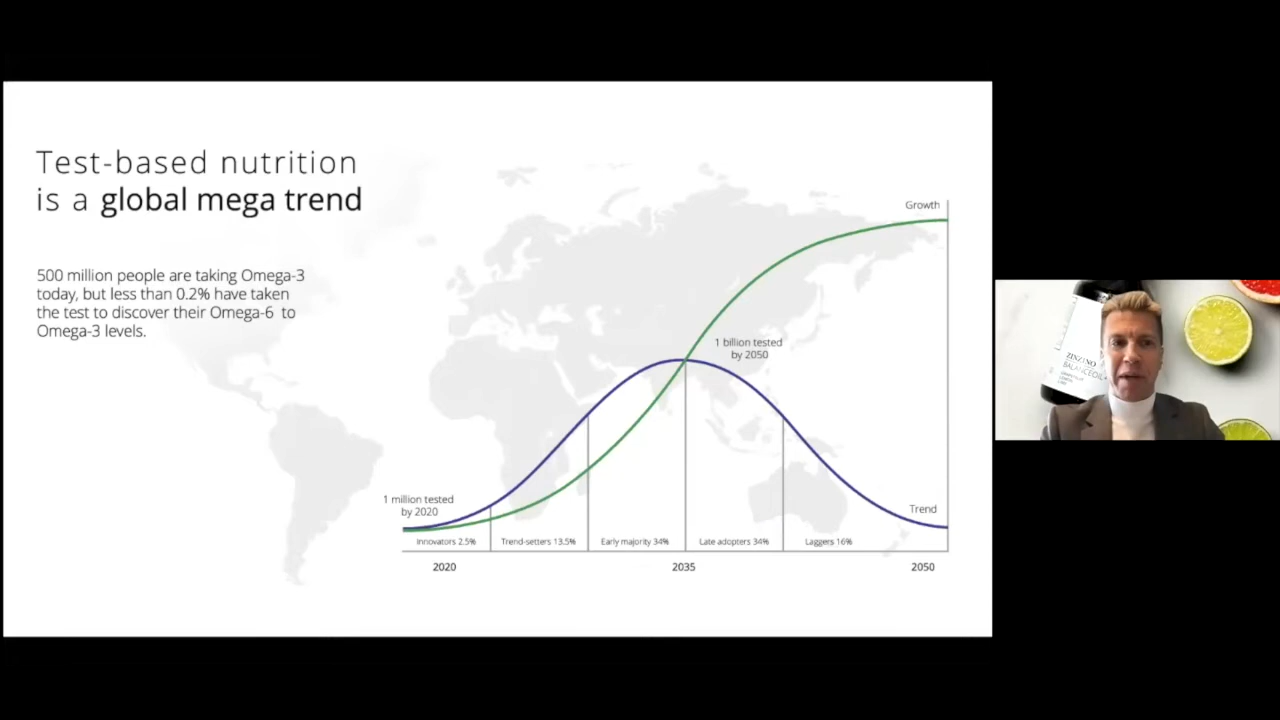 Test-based nutrition
is a global mega trend
500 million people are taking Omega-3
today, but less than 0.2% have taken
the test to discover their Omega-6 to
Omega-3 levels.
Growth
1 billion tested
by 2050
1 million tested
by 2020
Trend
Innovators 2.5%
Trend-setters 13.5%
Early majority 34%
Late adopters 34%
Laggers 16%
2020
2035
2050
ZINZINO
BALANCEOIL